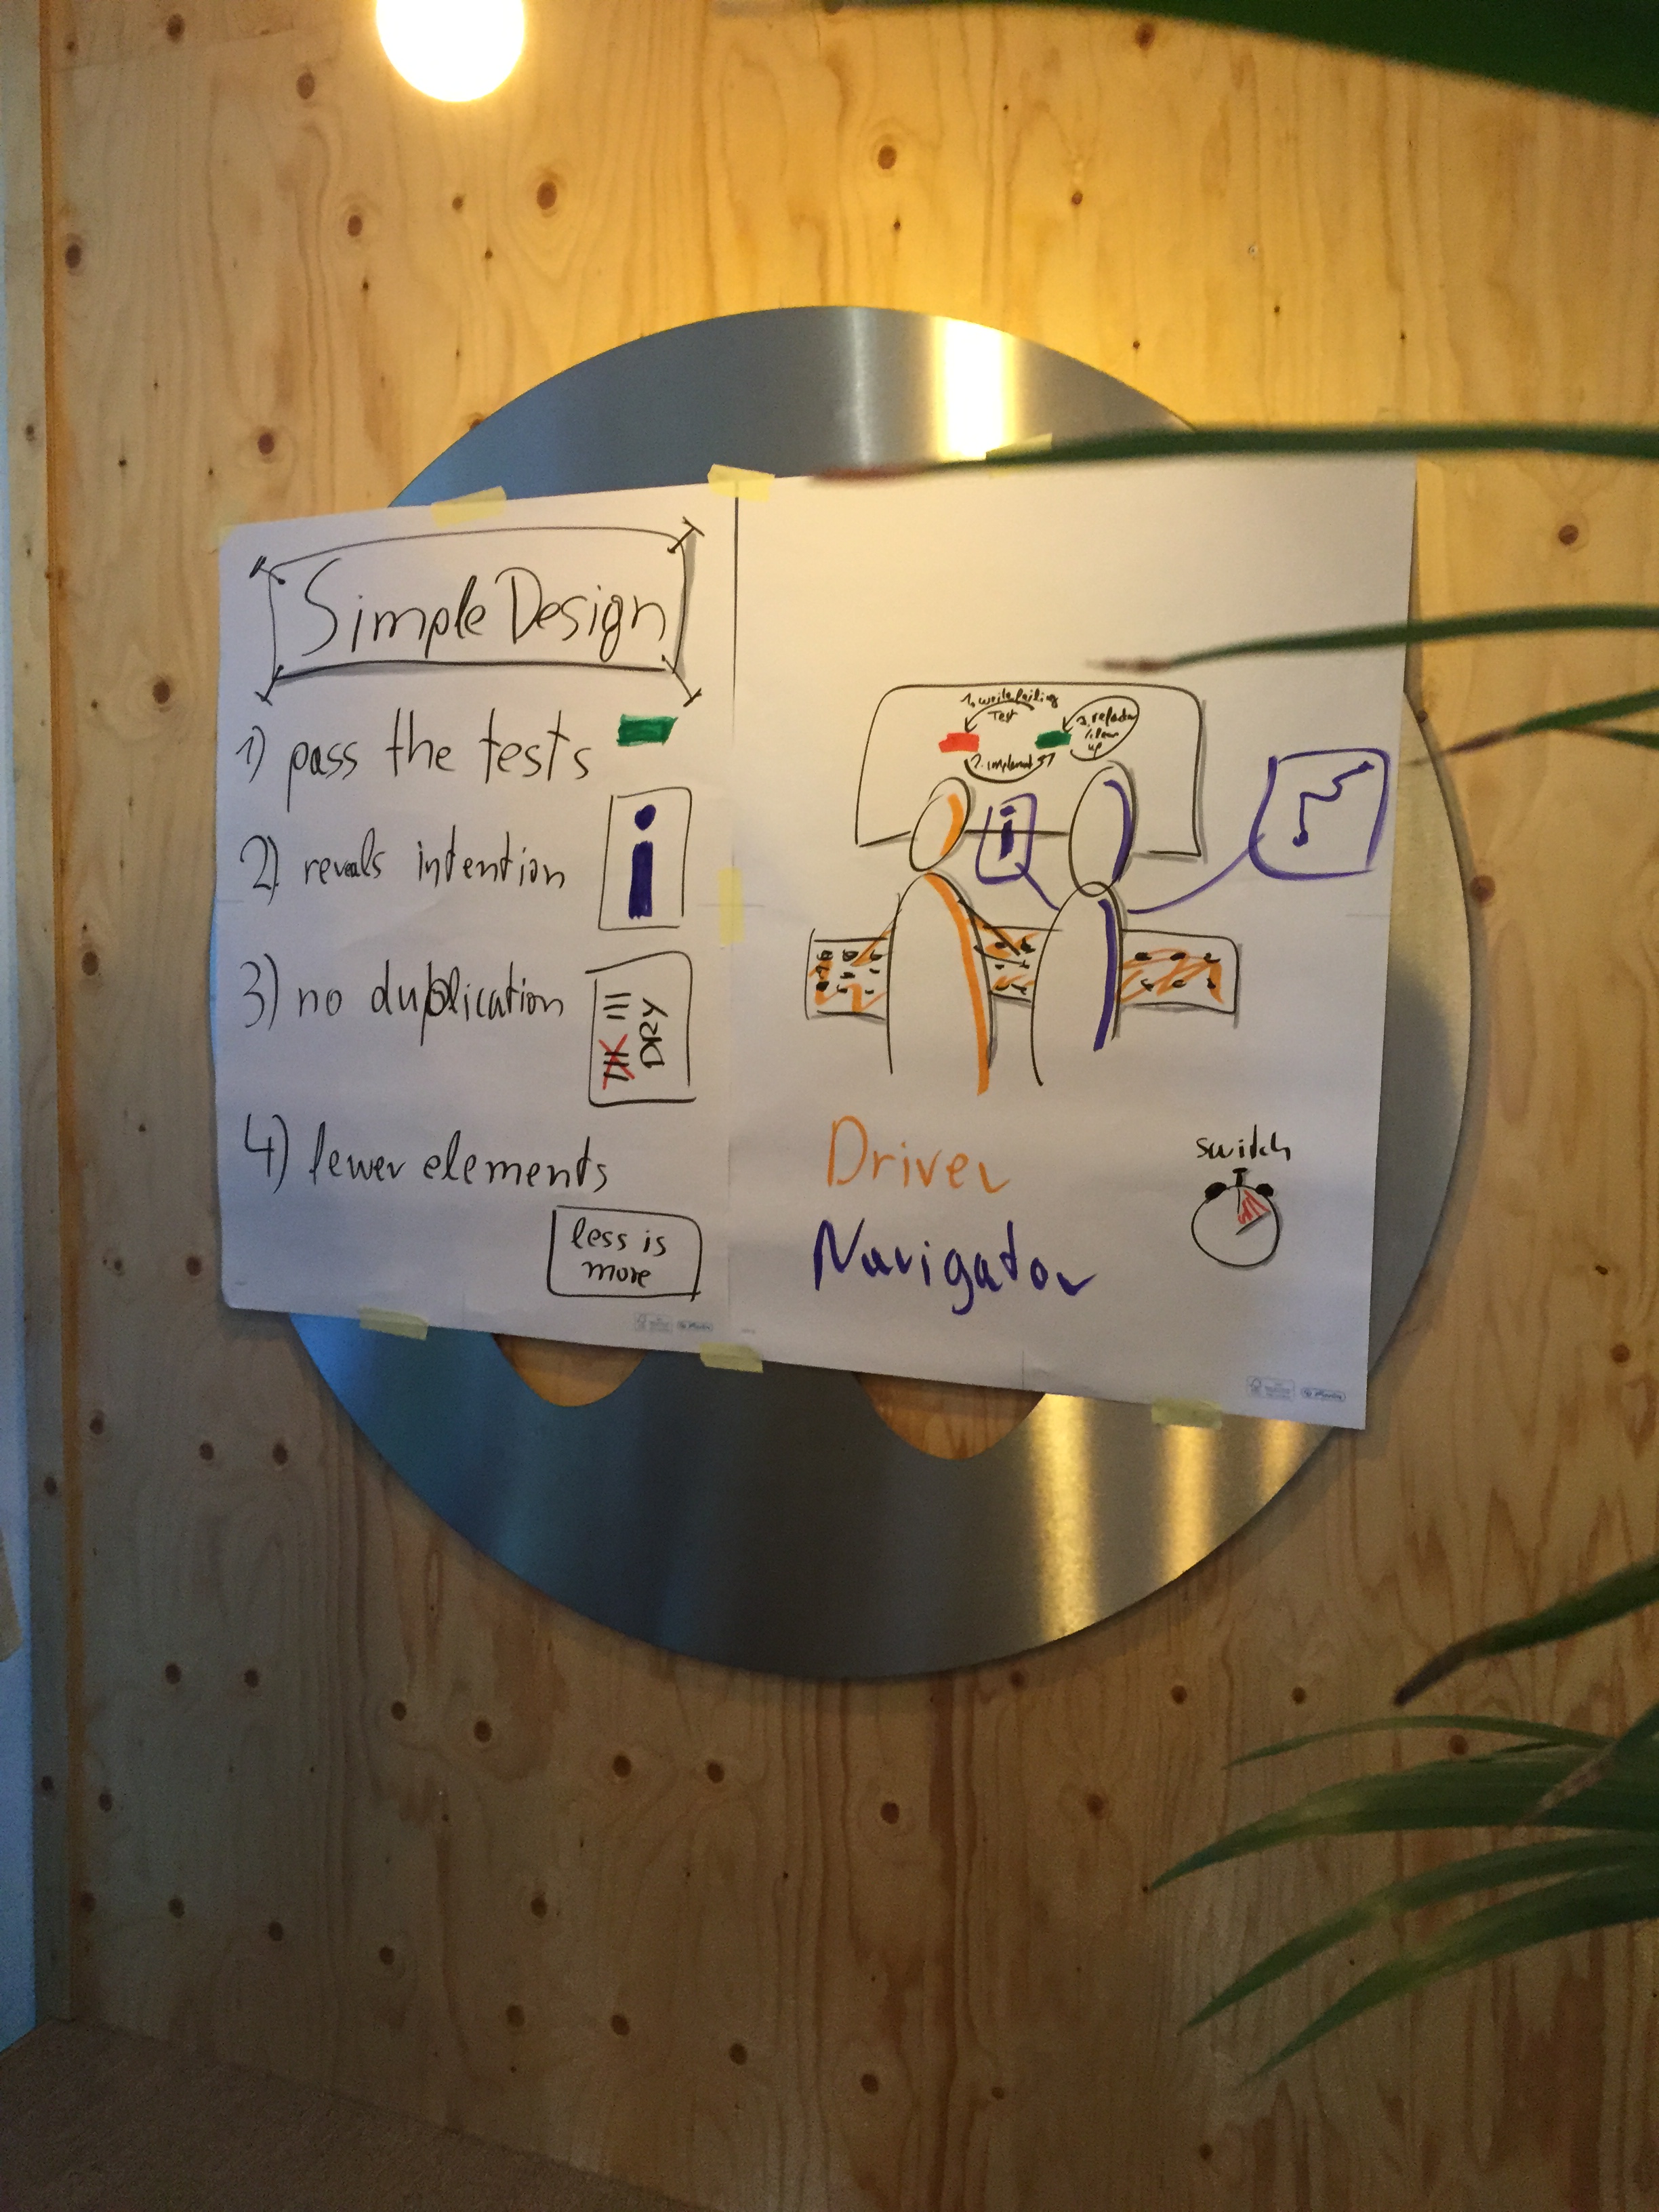 Simple Design
1) pass the tests
2) reveals intention
i
3) no duplication
DRY
4) fewer elements
less is
more
1. write failing
Test
2. implement
3. refactor
clean
up
i
Driver
Navigator
switch